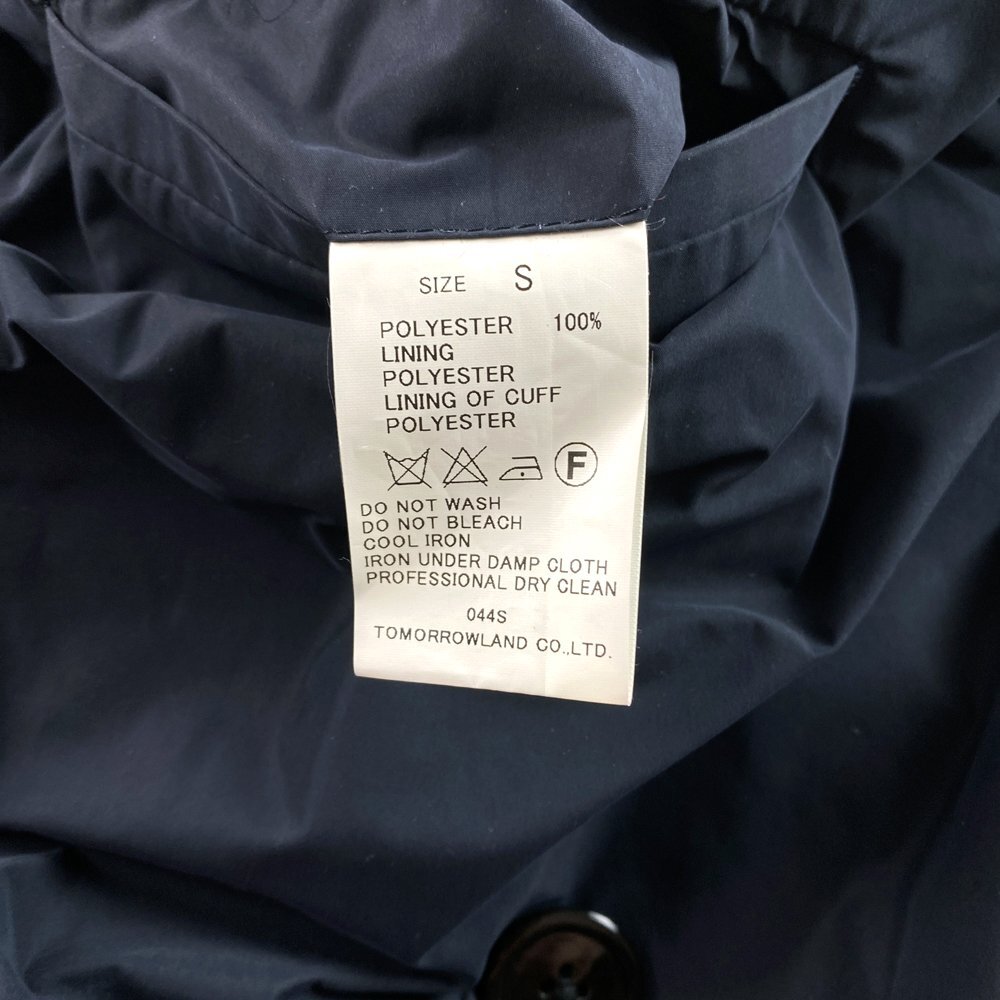 SIZE S
POLYESTER 100%
LINING
POLYESTER
LINING OF CUFF
POLYESTER
F
DO NOT WASH
DO NOT BLEACH
COOL IRON
IRON UNDER DAMP CLOTH
PROFESSIONAL DRY CLEAN
044S
TOMORROWLAND CO.,LTD.